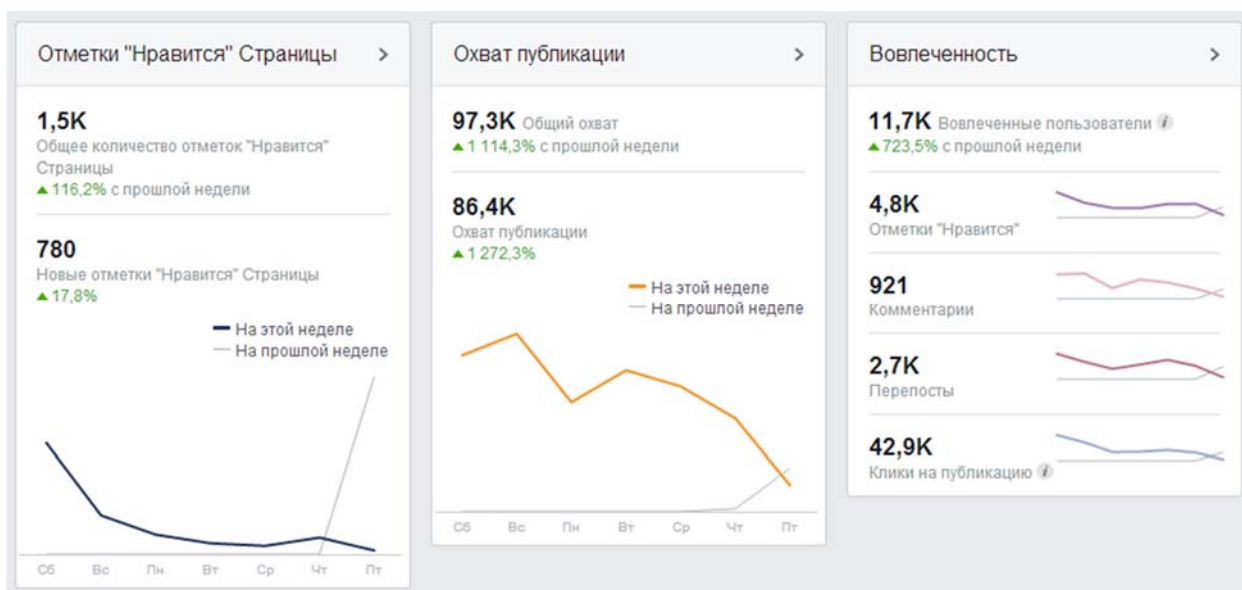 Отметки "Нравится" Страницы
1,5K
Общее количество отметок "Нравится"
Страницы
116,2% с прошлой недели
780
Новые отметки "Нравится" Страницы
17,8%
На этой неделе
На прошлой неделе
Сб Вс Пн Вт Ср Чт Пт
Охват публикации
97,3K Общий охват
1 114,3% с прошлой недели
86,4K
Охват публикации
1 272,3%
На этой неделе
На прошлой неделе
Сб Вс Пн Вт Ср Чт Пт
Вовлеченность
11,7K Вовлеченные пользователи
723,5% с прошлой недели
4,8K
Отметки "Нравится"
921
Комментарии
2,7K
Перепосты
42,9K
Клики на публикацию